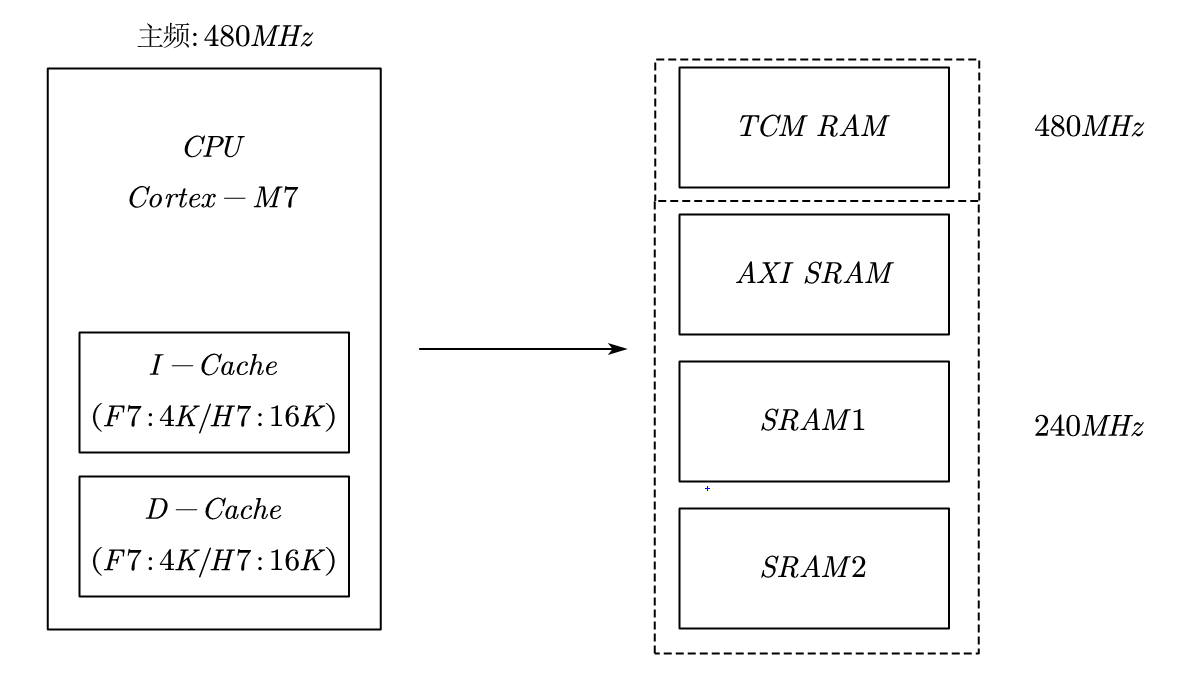 主频: 480MHz
CPU
Cortex − M7
I − Cache
(F7 : 4K/H7 : 16K)
D − Cache
(F7 : 4K/H7 : 16K)
TCM RAM
480MHz
AXI SRAM
SRAM1
240MHz
SRAM2